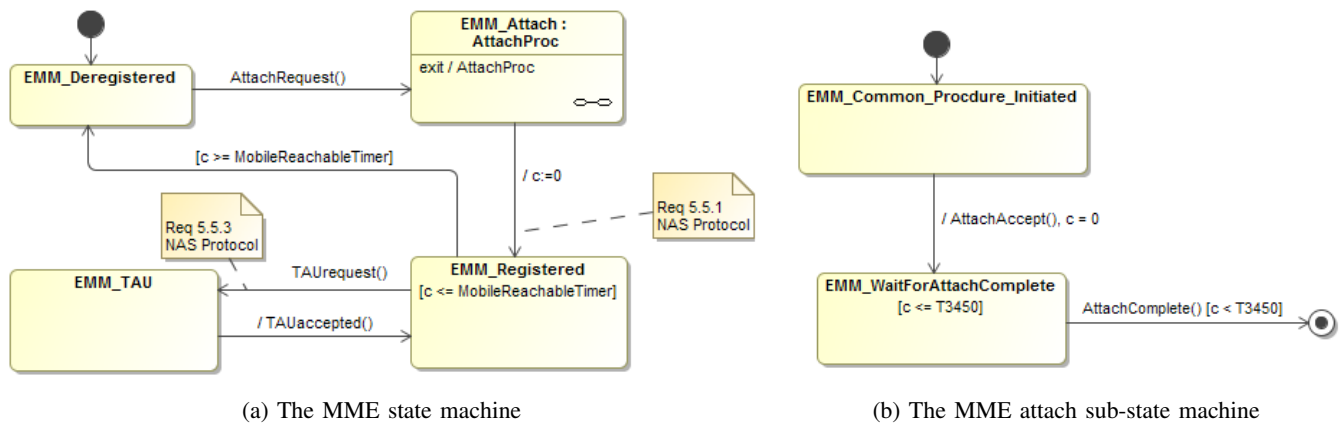 EMM_Deregistered
AttachRequest()
EMM_Attach :
AttachProc
exit / AttachProc
[c >= MobileReachableTimer]
/ c:=0
Req 5.5.3
NAS Protocol
Req 5.5.1
NAS Protocol
EMM_TAU
TAUrequest()
/ TAUaccepted()
EMM_Registered
[c <= MobileReachableTimer]
(a) The MME state machine
EMM_Common_Procdure_Initiated
/ AttachAccept(), c = 0
EMM_WaitForAttachComplete
[c <= T3450]
AttachComplete() [c < T3450]
(b) The MME attach sub-state machine